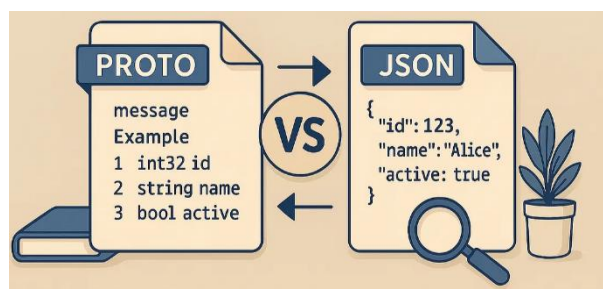 PROTO
message
Example
1 int32 id
2 string name
3 bool active
VS
JSON
{
"id": 123,
"name":"Alice",
"active: true
}